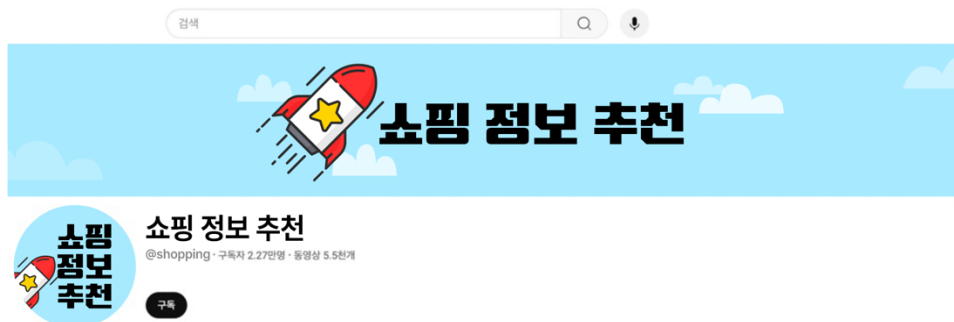 검색
쇼핑 정보 추천
쇼핑
정보
추천
쇼핑 정보 추천
@shopping · 구독자 2.27만명 · 동영상 5.5천개
구독